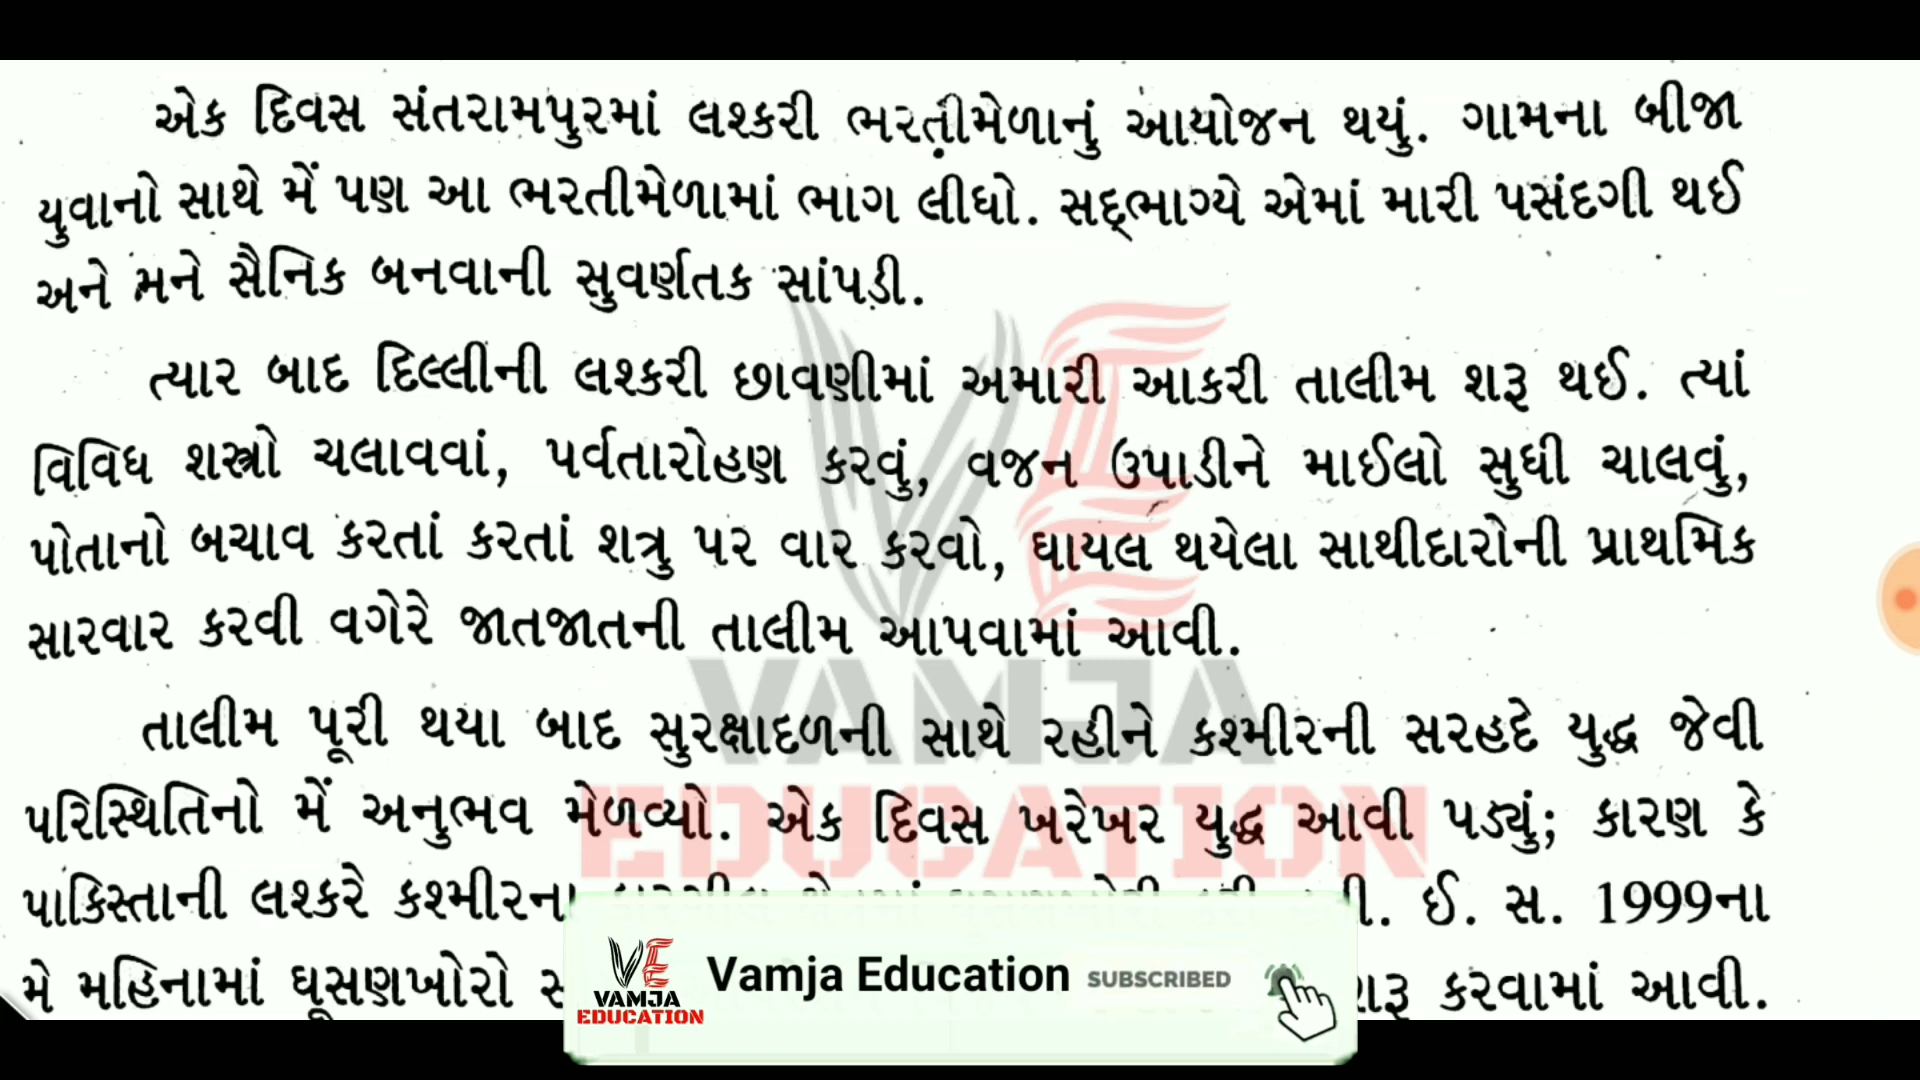 એક દિવસ સંતરામપુરમાં લશ્કરી ભરતીમેળાનું આયોજન થયું. ગામના બીજા
યુવાનો સાથે મેં પણ આ ભરતીમેળામાં ભાગ લીધો. સદ્ભાગ્યે એમાં મારી પસંદગી થઈ
અને મને સૈનિક બનવાની સુવર્ણતક સાંપડી.
ત્યાર બાદ દિલ્લીની લશ્કરી છાવણીમાં અમારી આકરી તાલીમ શરૂ થઈ. ત્યાં
વિવિધ શસ્ત્રો ચલાવવાં, પર્વતારોહણ કરવું, વજન ઉપાડીને માઈલો સુધી ચાલવું,
પોતાનો બચાવ કરતાં કરતાં શત્રુ પર વાર કરવો, ઘાયલ થયેલા સાથીદારોની પ્રાથમિક
સારવાર કરવી વગેરે જાતજાતની તાલીમ આપવામાં આવી.
તાલીમ પૂરી થયા બાદ સુરક્ષાદળની સાથે રહીને કશ્મીરની સરહદે યુદ્ધ જેવી
પરિસ્થિતિનો મેં અનુભવ મેળવ્યો. એક દિવસ ખરેખર યુદ્ધ આવી પડ્યું; કારણ કે
પાકિસ્તાની લશ્કરે કશ્મીરના ઈ. સ. 1999ના
મે મહિનામાં ઘૂસણખોરો કરવામાં આવી.
VE
VAMJA
EDUCATION
VE
VAMJA
EDUCATION
Vamja Education SUBSCRIBED